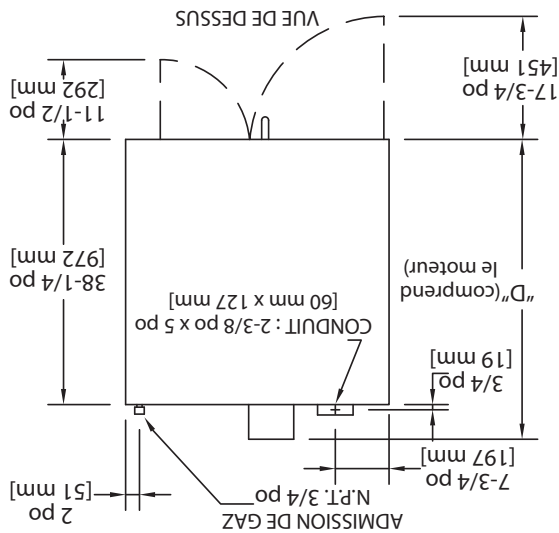 ADMISSION DE GAZ
N.P.T. 3/4 po
2 po
[51 mm]
7-3/4 po
[197 mm]
3/4 po
[19 mm]
CONDUIT : 2-3/8 po x 5 po
[60 mm x 127 mm]
38-1/4 po
[972 mm]
"D"(comprend
le moteur)
11-1/2 po
[292 mm]
17-3/4 po
[451 mm]
VUE DE DESSUS